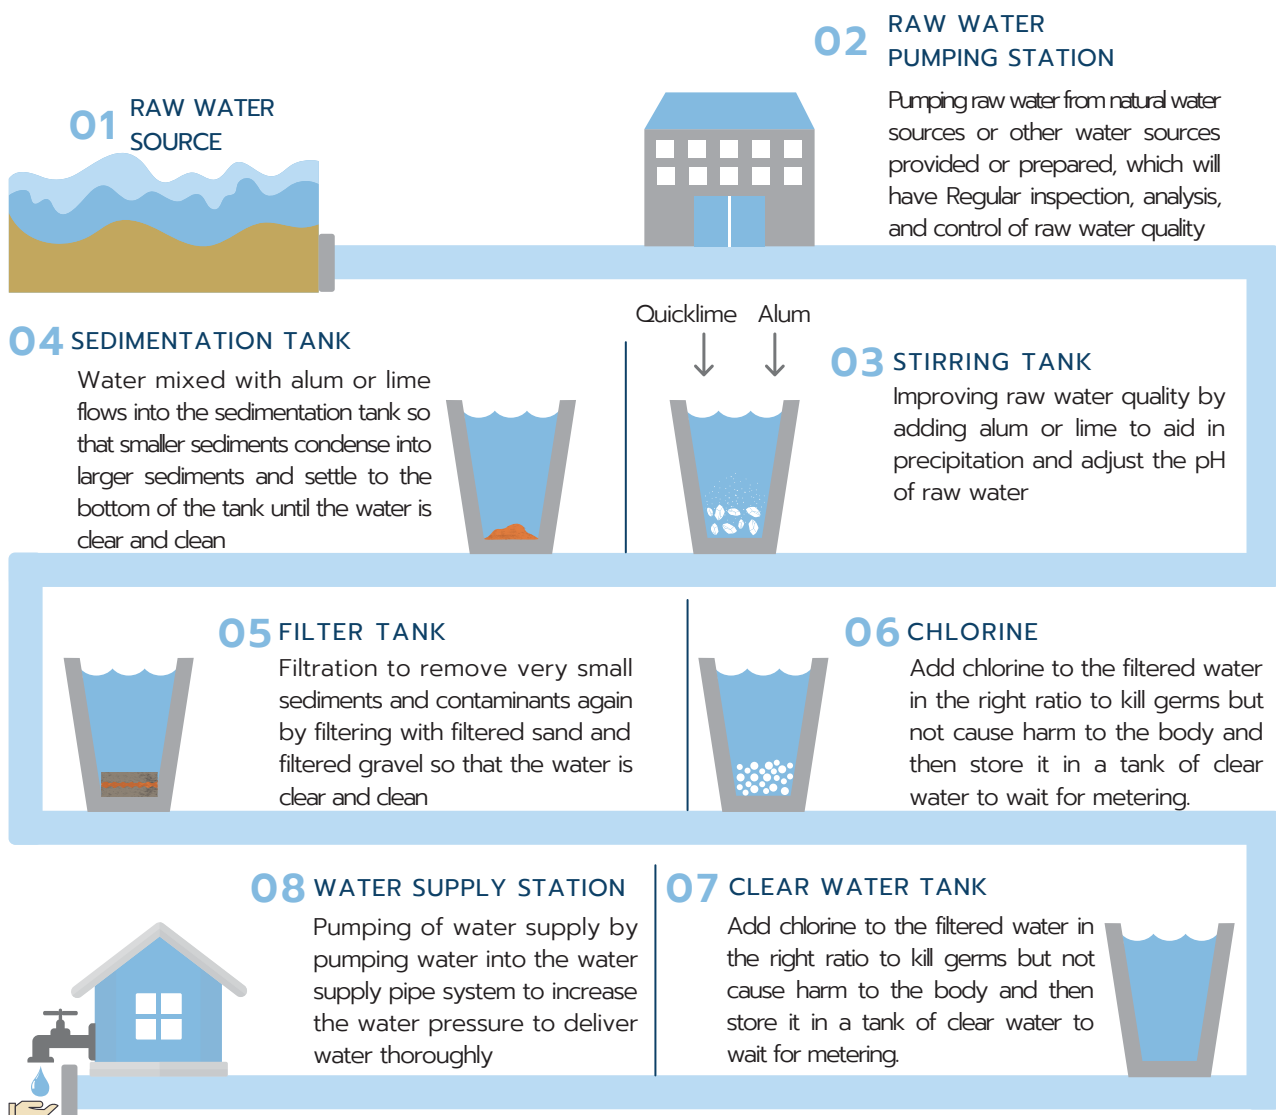 01
RAW WATER
SOURCE
02
RAW WATER
PUMPING STATION
Pumping raw water from natural water
sources or other water sources
provided or prepared, which will
have Regular inspection, analysis,
and control of raw water quality
04 SEDIMENTATION TANK
Water mixed with alum or lime
flows into the sedimentation tank so
that smaller sediments condense into
larger sediments and settle to the
bottom of the tank until the water is
clear and clean
Quicklime Alum
03 STIRRING TANK
Improving raw water quality by
adding alum or lime to aid in
precipitation and adjust the pH
of raw water
05 FILTER TANK
Filtration to remove very small
sediments and contaminants again
by filtering with filtered sand and
filtered gravel so that the water is
clear and clean
06 CHLORINE
Add chlorine to the filtered water
in the right ratio to kill germs but
not cause harm to the body and
then store it in a tank of clear
water to wait for metering.
08 WATER SUPPLY STATION
Pumping of water supply by
pumping water into the water
supply pipe system to increase
the water pressure to deliver
water thoroughly
07 CLEAR WATER TANK
Add chlorine to the filtered water in
the right ratio to kill germs but not
cause harm to the body and then
store it in a tank of clear water to
wait for metering.